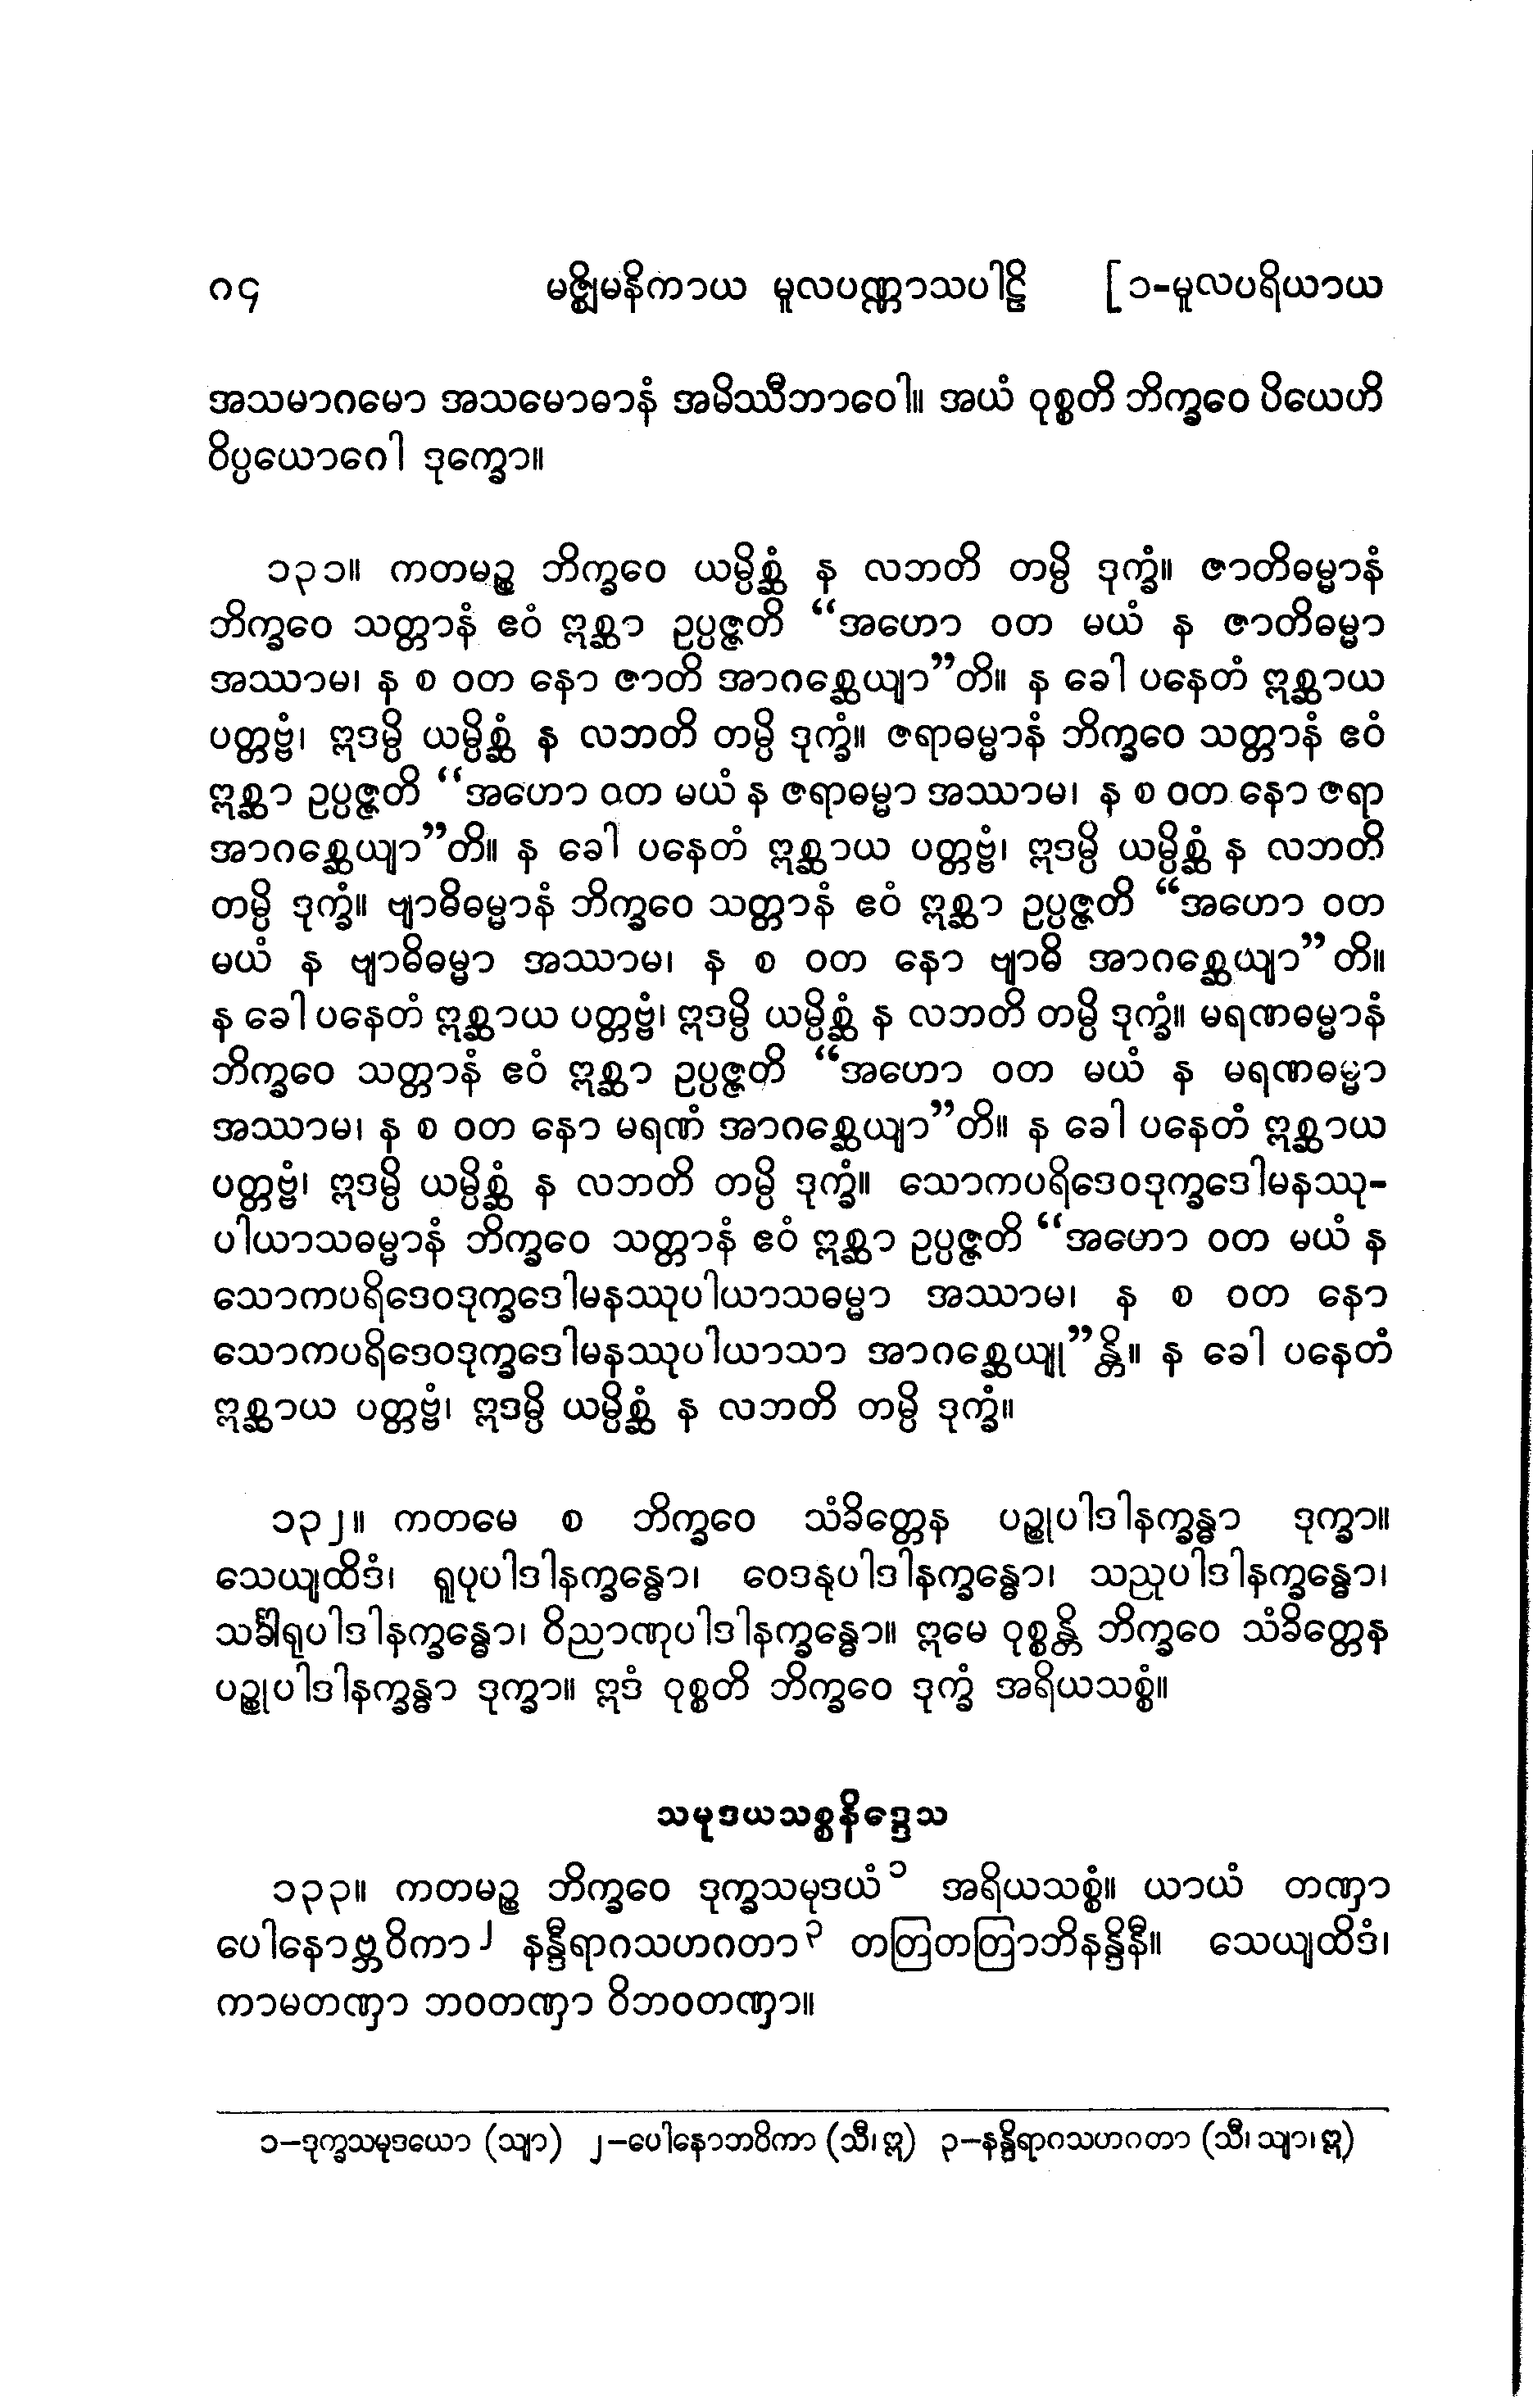 ၈၄ မဇ္ဈိမနိကာယ မူလပဏ္ဏာသပါဠိ [ ၁-မူလပရိယာယ
အသမာဂမော အသမောဓာနံ အမိဿီဘာဝေါ။ အယံ ဝုစ္စတိ ဘိက္ခဝေ ပိယေဟိ
ဝိပ္ပယောဂေါ ဒုက္ခော။
၁၃၁။ ကတမဉ္စ ဘိက္ခဝေ ယမ္ပိစ္ဆံ န လဘတိ တမ္ပိ ဒုက္ခံ။ ဇာတိဓမ္မာနံ
ဘိက္ခဝေ သတ္တာနံ ဧဝံ ဣစ္ဆာ ဥပ္ပဇ္ဇတိ “အဟော ဝတ မယံ န ဇာတိဓမ္မာ
အဿာမ၊ န စ ဝတ နော ဇာတိ အာဂစ္ဆေယျာ”တိ။ န ခေါ ပနေတံ ဣစ္ဆာယ
ပတ္တဗ္ဗံ၊ ဣဒမ္ပိ ယမ္ပိစ္ဆံ န လဘတိ တမ္ပိ ဒုက္ခံ။ ဇရာဓမ္မာနံ ဘိက္ခဝေ သတ္တာနံ ဧဝံ
ဣစ္ဆာ ဥပ္ပဇ္ဇတိ “အဟော ဝတ မယံ န ဇရာဓမ္မာ အဿာမ၊ န စ ဝတ နော ဇရာ
အာဂစ္ဆေယျာ”တိ။ န ခေါ ပနေတံ ဣစ္ဆာယ ပတ္တဗ္ဗံ၊ ဣဒမ္ပိ ယမ္ပိစ္ဆံ န လဘတိ
တမ္ပိ ဒုက္ခံ။ ဗျာဓိဓမ္မာနံ ဘိက္ခဝေ သတ္တာနံ ဧဝံ ဣစ္ဆာ ဥပ္ပဇ္ဇတိ “အဟော ဝတ
မယံ န ဗျာဓိဓမ္မာ အဿာမ၊ န စ ဝတ နော ဗျာဓိ အာဂစ္ဆေယျာ”တိ။
န ခေါ ပနေတံ ဣစ္ဆာယ ပတ္တဗ္ဗံ၊ ဣဒမ္ပိ ယမ္ပိစ္ဆံ န လဘတိ တမ္ပိ ဒုက္ခံ။ မရဏဓမ္မာနံ
ဘိက္ခဝေ သတ္တာနံ ဧဝံ ဣစ္ဆာ ဥပ္ပဇ္ဇတိ “အဟော ဝတ မယံ န မရဏဓမ္မာ
အဿာမ၊ န စ ဝတ နော မရဏံ အာဂစ္ဆေယျာ”တိ။ န ခေါ ပနေတံ ဣစ္ဆာယ
ပတ္တဗ္ဗံ၊ ဣဒမ္ပိ ယမ္ပိစ္ဆံ န လဘတိ တမ္ပိ ဒုက္ခံ။ သောကပရိဒေဝဒုက္ခဒေါမနဿု-
ပါယာသဓမ္မာနံ ဘိက္ခဝေ သတ္တာနံ ဧဝံ ဣစ္ဆာ ဥပ္ပဇ္ဇတိ “အဟော ဝတ မယံ န
သောကပရိဒေဝဒုက္ခဒေါမနဿုပါယာသဓမ္မာ အဿာမ၊ န စ ဝတ နော
သောကပရိဒေဝဒုက္ခဒေါမနဿုပါယာသာ အာဂစ္ဆေယျု”န္တိ။ န ခေါ ပနေတံ
ဣစ္ဆာယ ပတ္တဗ္ဗံ၊ ဣဒမ္ပိ ယမ္ပိစ္ဆံ န လဘတိ တမ္ပိ ဒုက္ခံ။
၁၃၂။ ကတမေ စ ဘိက္ခဝေ သံခိတ္တေန ပဉ္စုပါဒါနက္ခန္ဓာ ဒုက္ခာ။
သေယျထိဒံ၊ ရူပုပါဒါနက္ခန္ဓော၊ ဝေဒနုပါဒါနက္ခန္ဓော၊ သညုပါဒါနက္ခန္ဓော၊
သင်္ခါရုပါဒါနက္ခန္ဓော၊ ဝိညာဏုပါဒါနက္ခန္ဓော။ ဣမေ ဝုစ္စန္တိ ဘိက္ခဝေ သံခိတ္တေန
ပဉ္စုပါဒါနက္ခန္ဓာ ဒုက္ခာ။ ဣဒံ ဝုစ္စတိ ဘိက္ခဝေ ဒုက္ခံ အရိယသစ္စံ။
သမုဒယသစ္စနိဒ္ဒေသ
၁၃၃။ ကတမဉ္စ ဘိက္ခဝေ ဒုက္ခသမုဒယံ၁ အရိယသစ္စံ။ ယာယံ တဏှာ
ပေါနောဗ္ဘဝိကာ၂ နန္ဒီရာဂသဟဂတာ၃ တတြတတြာဘိနန္ဒိနီ။ သေယျထိဒံ၊
ကာမတဏှာ ဘဝတဏှာ ဝိဘဝတဏှာ။
၁–ဒုက္ခသမုဒယော (သျာ) ၂–ပေါနောဘဝိကာ (သီ၊ ဣ) ၃–နန္ဒိရာဂသဟဂတာ (သီ၊ သျာ၊ ဣ)